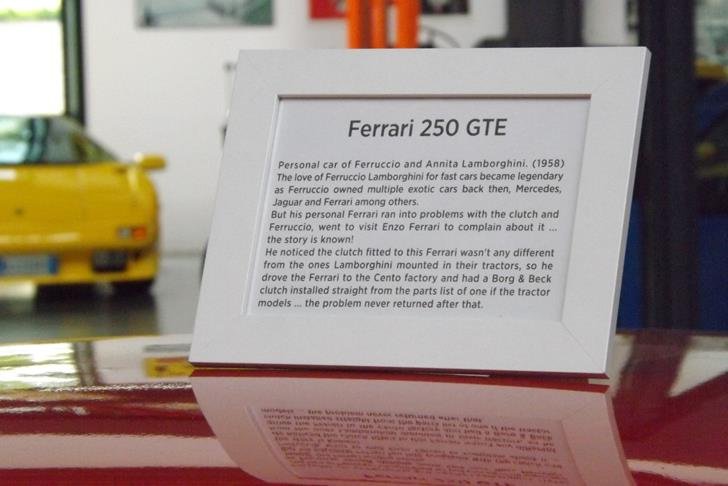 Ferrari 250 GTE
Personal car of Ferruccio and Annita Lamborghini. (1958)
The love of Ferruccio Lamborghini for fast cars became legendary
as Ferruccio owned multiple exotic cars back then, Mercedes,
Jaguar and Ferrari among others.
But his personal Ferrari ran into problems with the clutch and
Ferruccio, went to visit Enzo Ferrari to complain about it ...
the story is known!
He noticed the clutch fitted to this Ferrari wasn't any different
from the ones Lamborghini mounted in their tractors, so he
drove the Ferrari to the Cento factory and had a Borg & Beck
clutch installed straight from the parts list of one if the tractor
models ... the problem never returned after that.